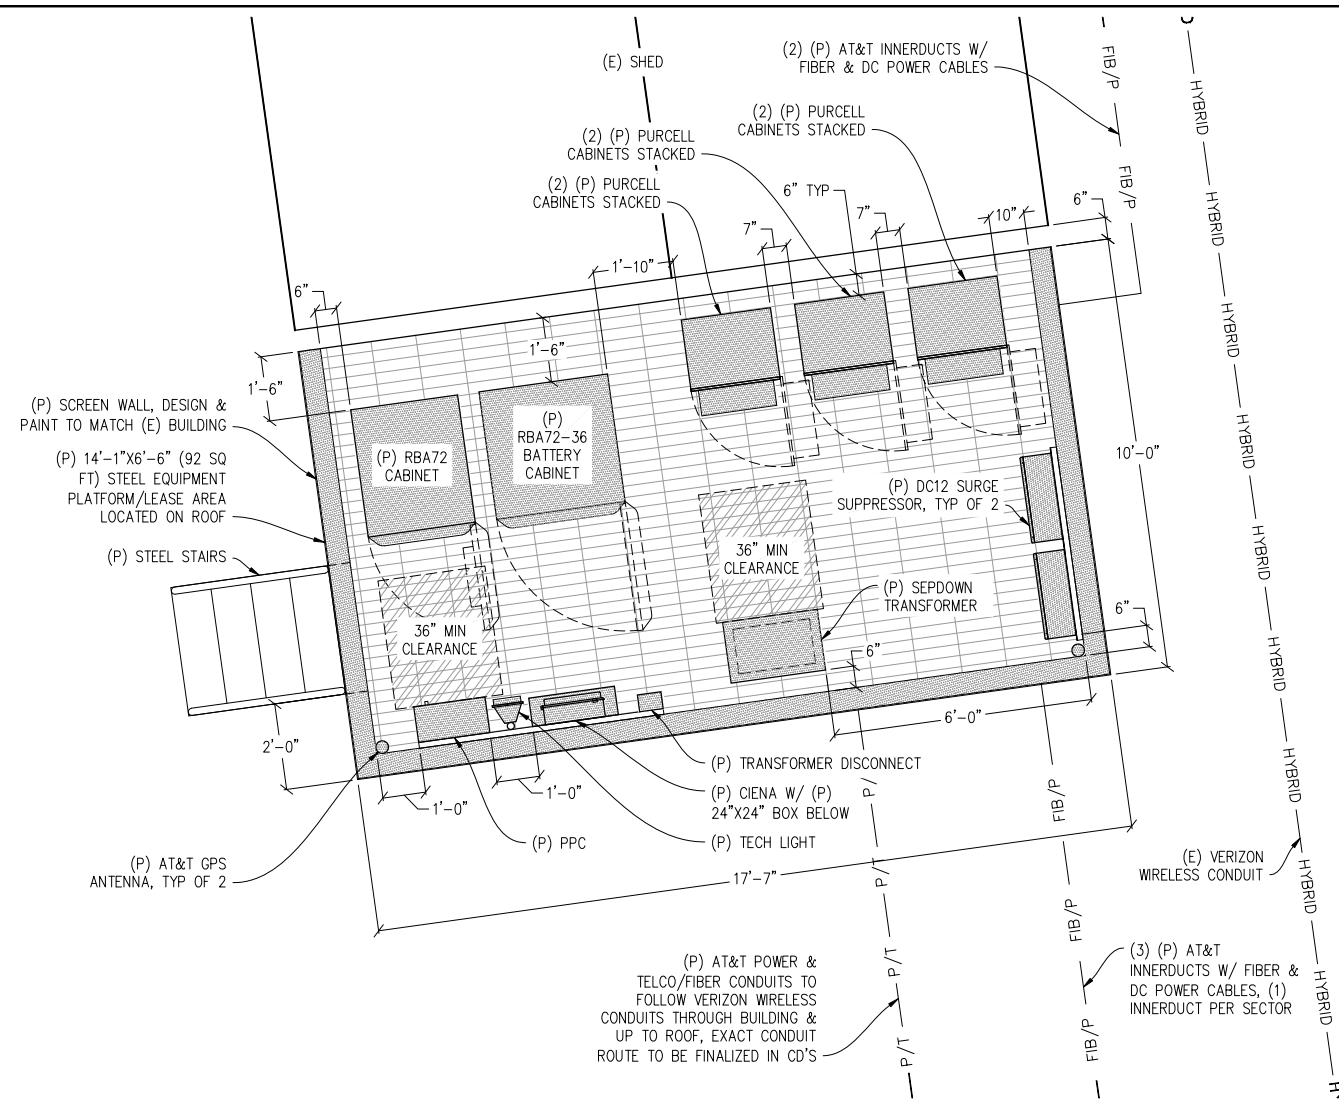 (E) SHED
(2) (P) AT&T INNERDUCTS W/
FIBER & DC POWER CABLES
FIB/P
HYBRID
(2) (P) PURCELL
CABINETS STACKED
(2) (P) PURCELL
CABINETS STACKED
(2) (P) PURCELL
CABINETS STACKED
6" TYP
7"
7"
10"
6"
FIB/P
HYBRID
1'-10"
6"
1'-6"
1'-6"
HYBRID
(P) SCREEN WALL, DESIGN &
PAINT TO MATCH (E) BUILDING
(P) 14'-1"X6'-6" (92 SQ
FT) STEEL EQUIPMENT
PLATFORM/LEASE AREA
LOCATED ON ROOF
(P) STEEL STAIRS
(P) RBA72
CABINET
(P)
RBA72-36
BATTERY
CABINET
10'-0"
HYBRID
(P) DC12 SURGE
SUPPRESSOR, TYP OF 2
36" MIN
CLEARANCE
HYBRID
(P) SEPDOWN
TRANSFORMER
36" MIN
CLEARANCE
6"
6"
HYBRID
6'-0"
2'-0"
1'-0"
1'-0"
(P) TRANSFORMER DISCONNECT
(P) CIENA W/ (P)
24"X24" BOX BELOW
(P) TECH LIGHT
(P) PPC
P/
FIB/P
HYBRID
(P) AT&T GPS
ANTENNA, TYP OF 2
17'-7"
P/T
(E) VERIZON
WIRELESS CONDUIT
HYBRID
FIB/P
(P) AT&T POWER &
TELCO/FIBER CONDUITS TO
FOLLOW VERIZON WIRELESS
CONDUITS THROUGH BUILDING &
UP TO ROOF, EXACT CONDUIT
ROUTE TO BE FINALIZED IN CD'S
P/T
(3) (P) AT&T
INNERDUCTS W/ FIBER &
DC POWER CABLES, (1)
INNERDUCT PER SECTOR
HYBRID
P/T
FIB/P
H